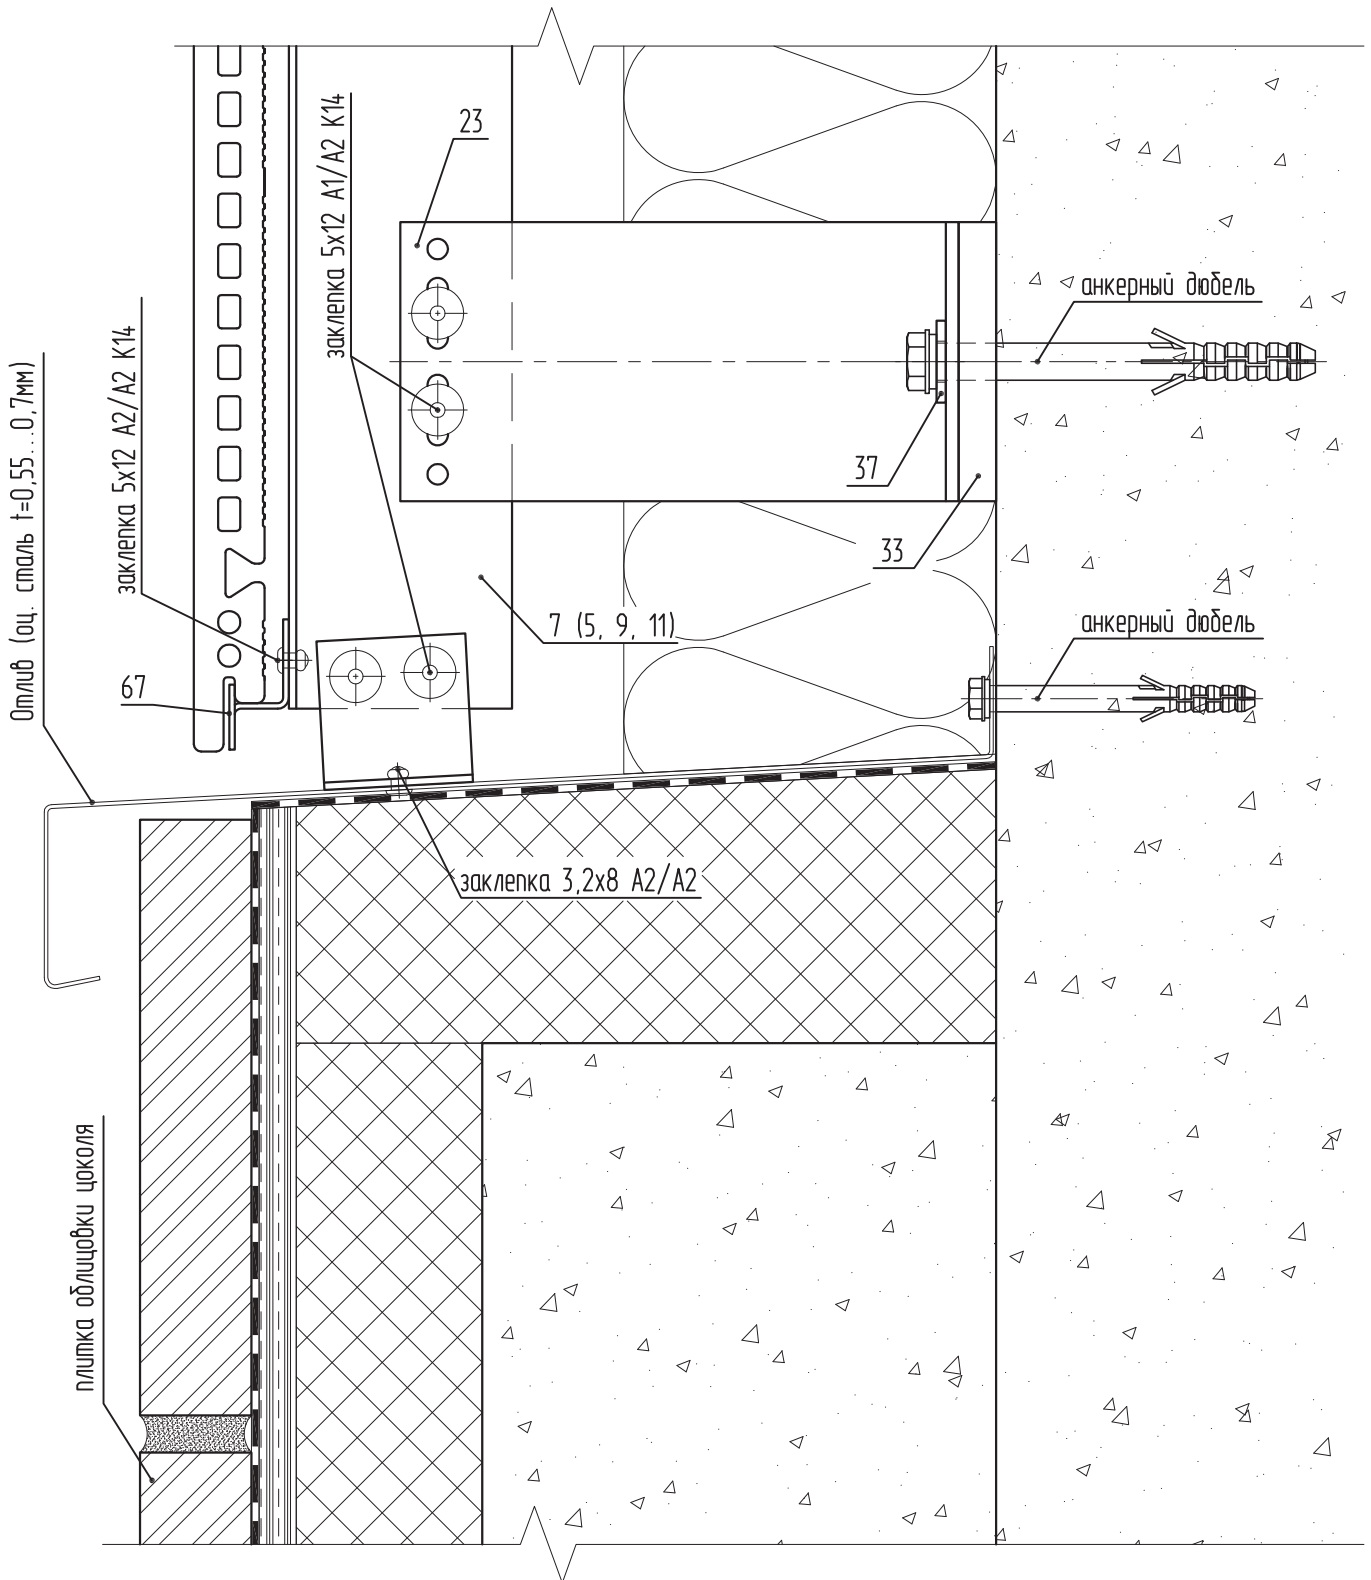 23
заклепка 5х12 А1/А2 К14
анкерный дюбель
заклепка 5х12 А2/А2 К14
Отлив (оц. сталь t=0,55...0,7мм)
37
33
7 (5, 9, 11)
анкерный дюбель
67
заклепка 3,2х8 А2/А2
плитка облицовки цоколя